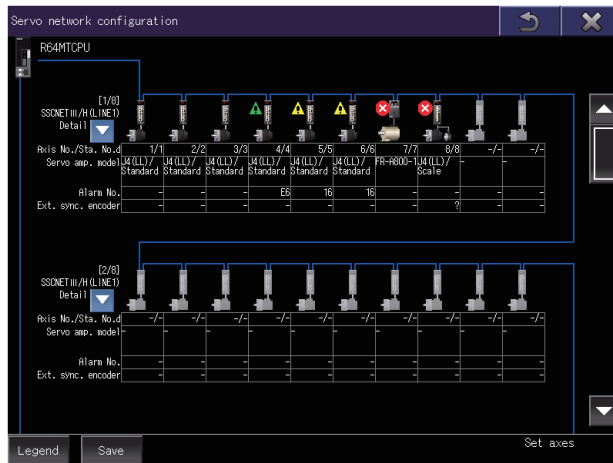 Servo network configuration
R64MTCPU
[1/8]
SSCNETIII/H(LINE1)
Detail
Axis No./Sta. No.d 1/1 2/2 3/3 4/4 5/5 6/6 7/7 8/8 -/- -/-
Servo amp. model J4(LL)/ J4(LL)/ J4(LL)/ J4(LL)/ J4(LL)/ J4(LL)/ FR-A800-1 J4(LL)/ - -
Standard Standard Standard Standard Standard Standard Scale
Alarm No. - - - E6 16 16 - - - -
Ext. sync. encoder - - - - - - - ? - -
[2/8]
SSCNETIII/H(LINE1)
Detail
Axis No./Sta. No.d -/- -/- -/- -/- -/- -/- -/- -/- -/- -/-
Servo amp. model - - - - - - - - - -
Alarm No. - - - - - - - - - -
Ext. sync. encoder - - - - - - - - - -
Set axes
Legend Save